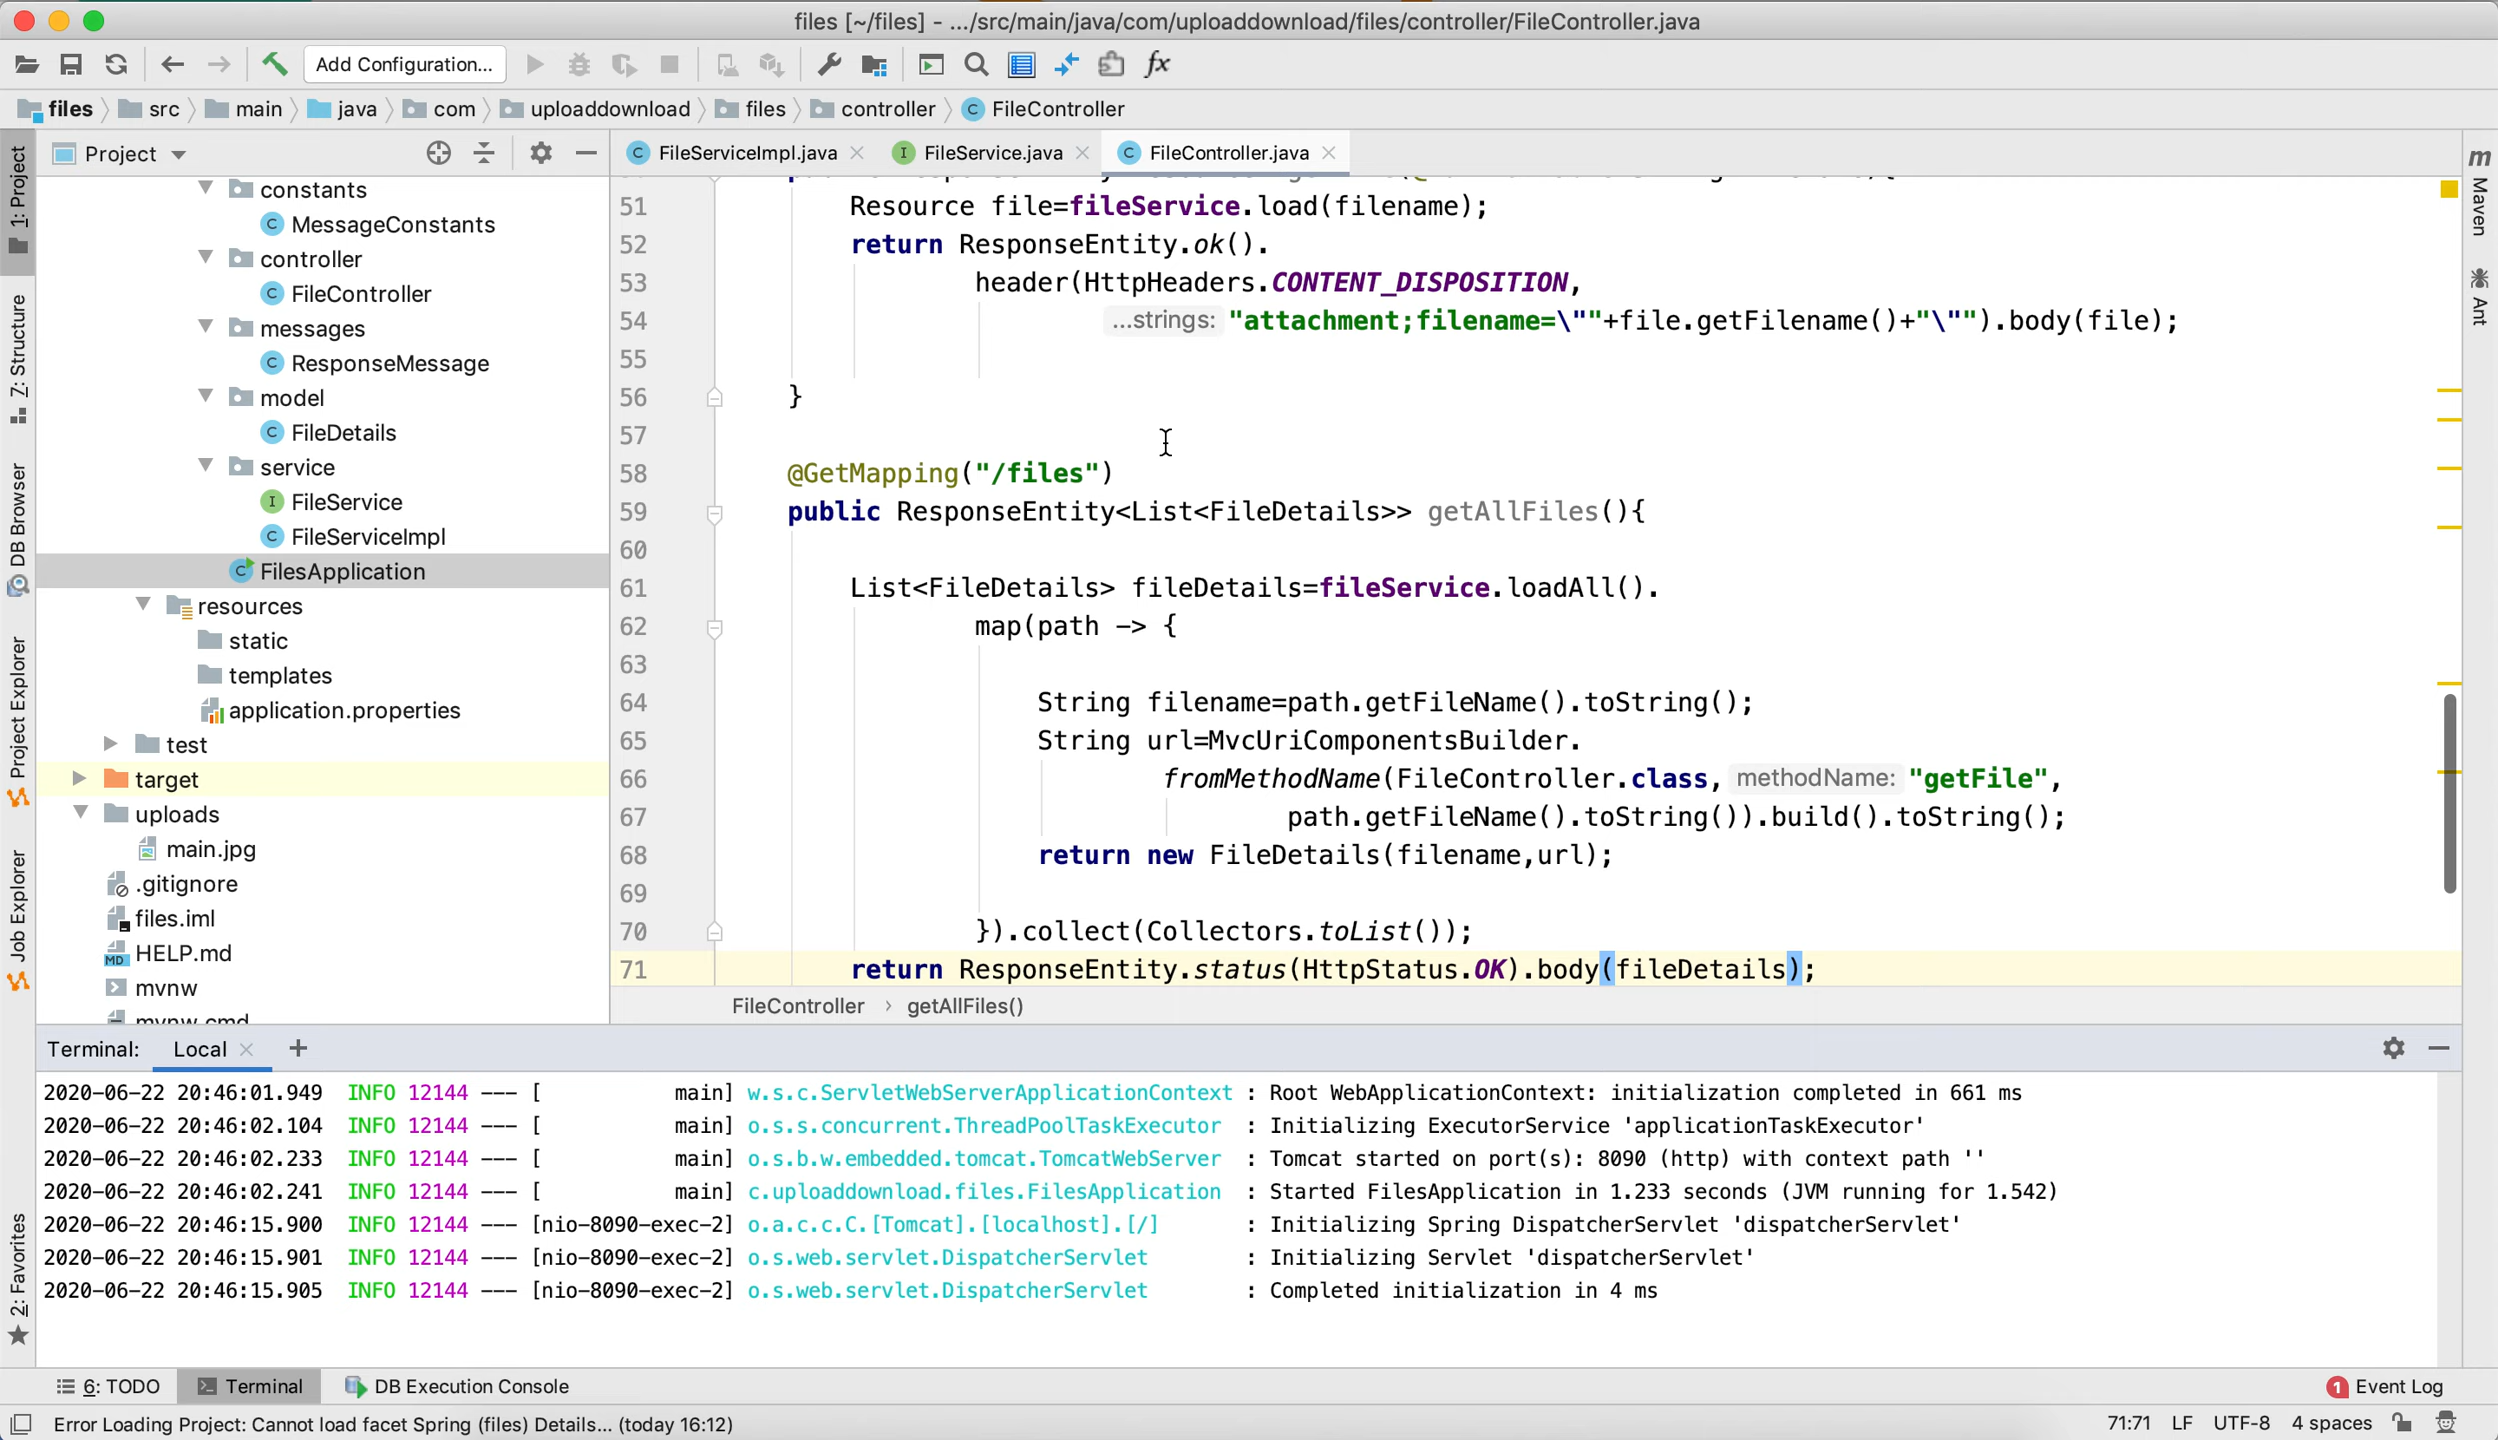 files [~/files] - .../src/main/java/com/uploaddownload/files/controller/FileController.java
Add Configuration...
files src main java com uploaddownload files controller FileController
Project
FileServiceImpl.java FileService.java FileController.java
1: Project
Z: Structure
DB Browser
Project Explorer
Job Explorer
2: Favorites
constants
MessageConstants
controller
FileController
messages
ResponseMessage
model
FileDetails
service
FileService
FileServiceImpl
FilesApplication
resources
static
templates
application.properties
test
target
uploads
main.jpg
.gitignore
files.iml
HELP.md
mvnw
mvnw.cmd
51 Resource file=fileService.load(filename);
52 return ResponseEntity.ok().
53 header(HttpHeaders.CONTENT_DISPOSITION,
54 ...strings: "attachment;filename=\""+file.getFilename()+"\"").body(file);
55
56 }
57
58 @GetMapping("/files")
59 public ResponseEntity<List<FileDetails>> getAllFiles(){
60
61 List<FileDetails> fileDetails=fileService.loadAll().
62 map(path -> {
63
64 String filename=path.getFileName().toString();
65 String url=MvcUriComponentsBuilder.
66 fromMethodName(FileController.class, methodName: "getFile",
67 path.getFileName().toString()).build().toString();
68 return new FileDetails(filename,url);
69
70 }).collect(Collectors.toList());
71 return ResponseEntity.status(HttpStatus.OK).body(fileDetails);
FileController › getAllFiles()
m Maven
Ant
Terminal: Local +
2020-06-22 20:46:01.949 INFO 12144 --- [ main] w.s.c.ServletWebServerApplicationContext : Root WebApplicationContext: initialization completed in 661 ms
2020-06-22 20:46:02.104 INFO 12144 --- [ main] o.s.s.concurrent.ThreadPoolTaskExecutor : Initializing ExecutorService 'applicationTaskExecutor'
2020-06-22 20:46:02.233 INFO 12144 --- [ main] o.s.b.w.embedded.tomcat.TomcatWebServer : Tomcat started on port(s): 8090 (http) with context path ''
2020-06-22 20:46:02.241 INFO 12144 --- [ main] c.uploaddownload.files.FilesApplication : Started FilesApplication in 1.233 seconds (JVM running for 1.542)
2020-06-22 20:46:15.900 INFO 12144 --- [nio-8090-exec-2] o.a.c.c.C.[Tomcat].[localhost].[/] : Initializing Spring DispatcherServlet 'dispatcherServlet'
2020-06-22 20:46:15.901 INFO 12144 --- [nio-8090-exec-2] o.s.web.servlet.DispatcherServlet : Initializing Servlet 'dispatcherServlet'
2020-06-22 20:46:15.905 INFO 12144 --- [nio-8090-exec-2] o.s.web.servlet.DispatcherServlet : Completed initialization in 4 ms
6: TODO Terminal DB Execution Console 1 Event Log
Error Loading Project: Cannot load facet Spring (files) Details... (today 16:12) 71:71 LF UTF-8 4 spaces